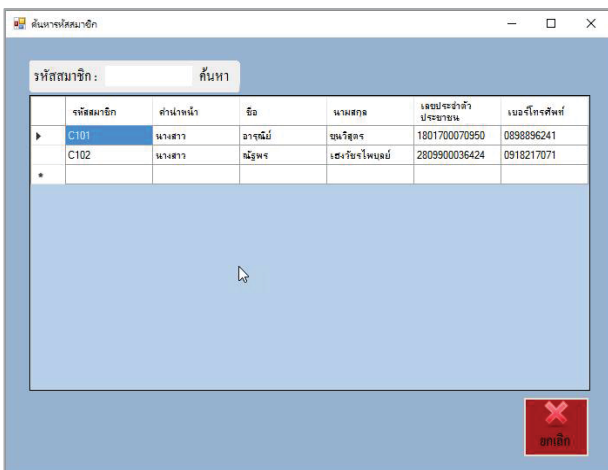 ค้นหารหัสสมาชิก
รหัสสมาชิก : ค้นหา
รหัสสมาชิก คำนำหน้า ชื่อ นามสกุล เลขประจำตัวประชาชน เบอร์โทรศัพท์
C101 นางสาว อารุณีย์ ขุนวิสูตร 1801700070950 0898896241
C102 นางสาว ณัฐพร เฮงวัชรไพบูลย์ 2809900036424 0918217071
ยกเลิก